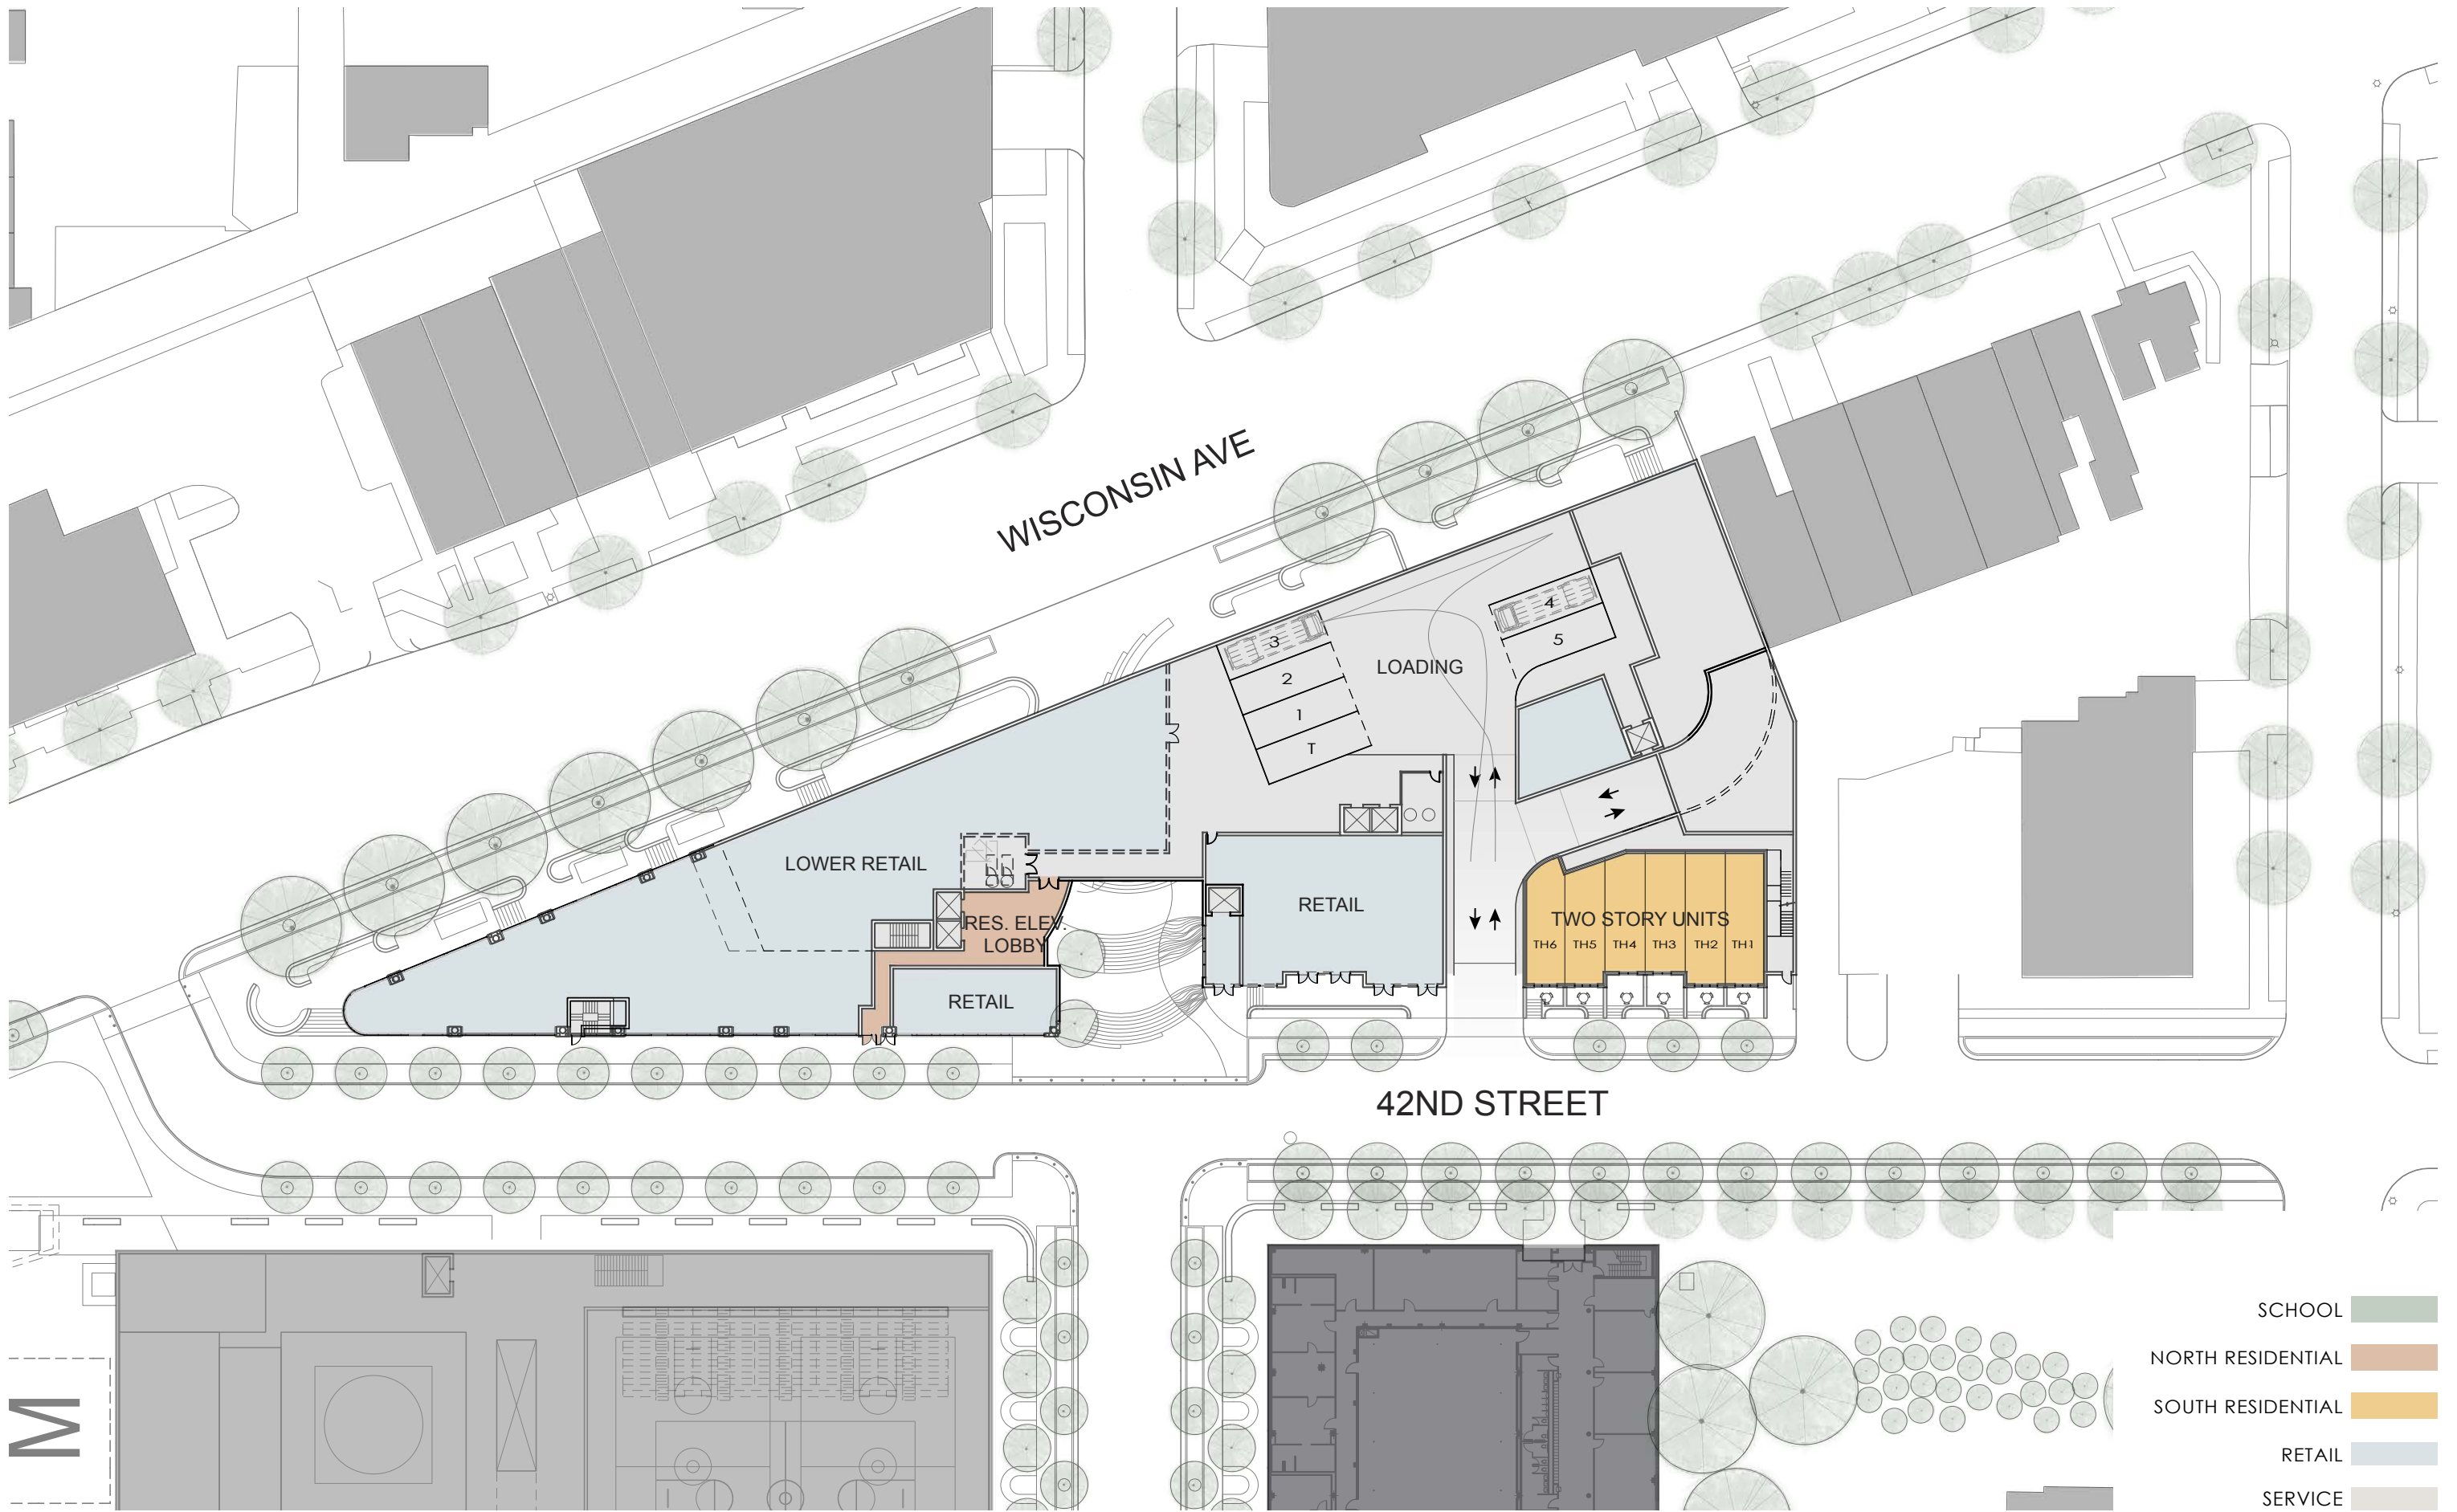 WISCONSIN AVE
4
3
5
LOADING
2
1
T
LOWER RETAIL
RETAIL
RES. ELEV.
LOBBY
TWO STORY UNITS
TH6 TH5 TH4 TH3 TH2 TH1
RETAIL
42ND STREET
SCHOOL
NORTH RESIDENTIAL
SOUTH RESIDENTIAL
RETAIL
SERVICE
M